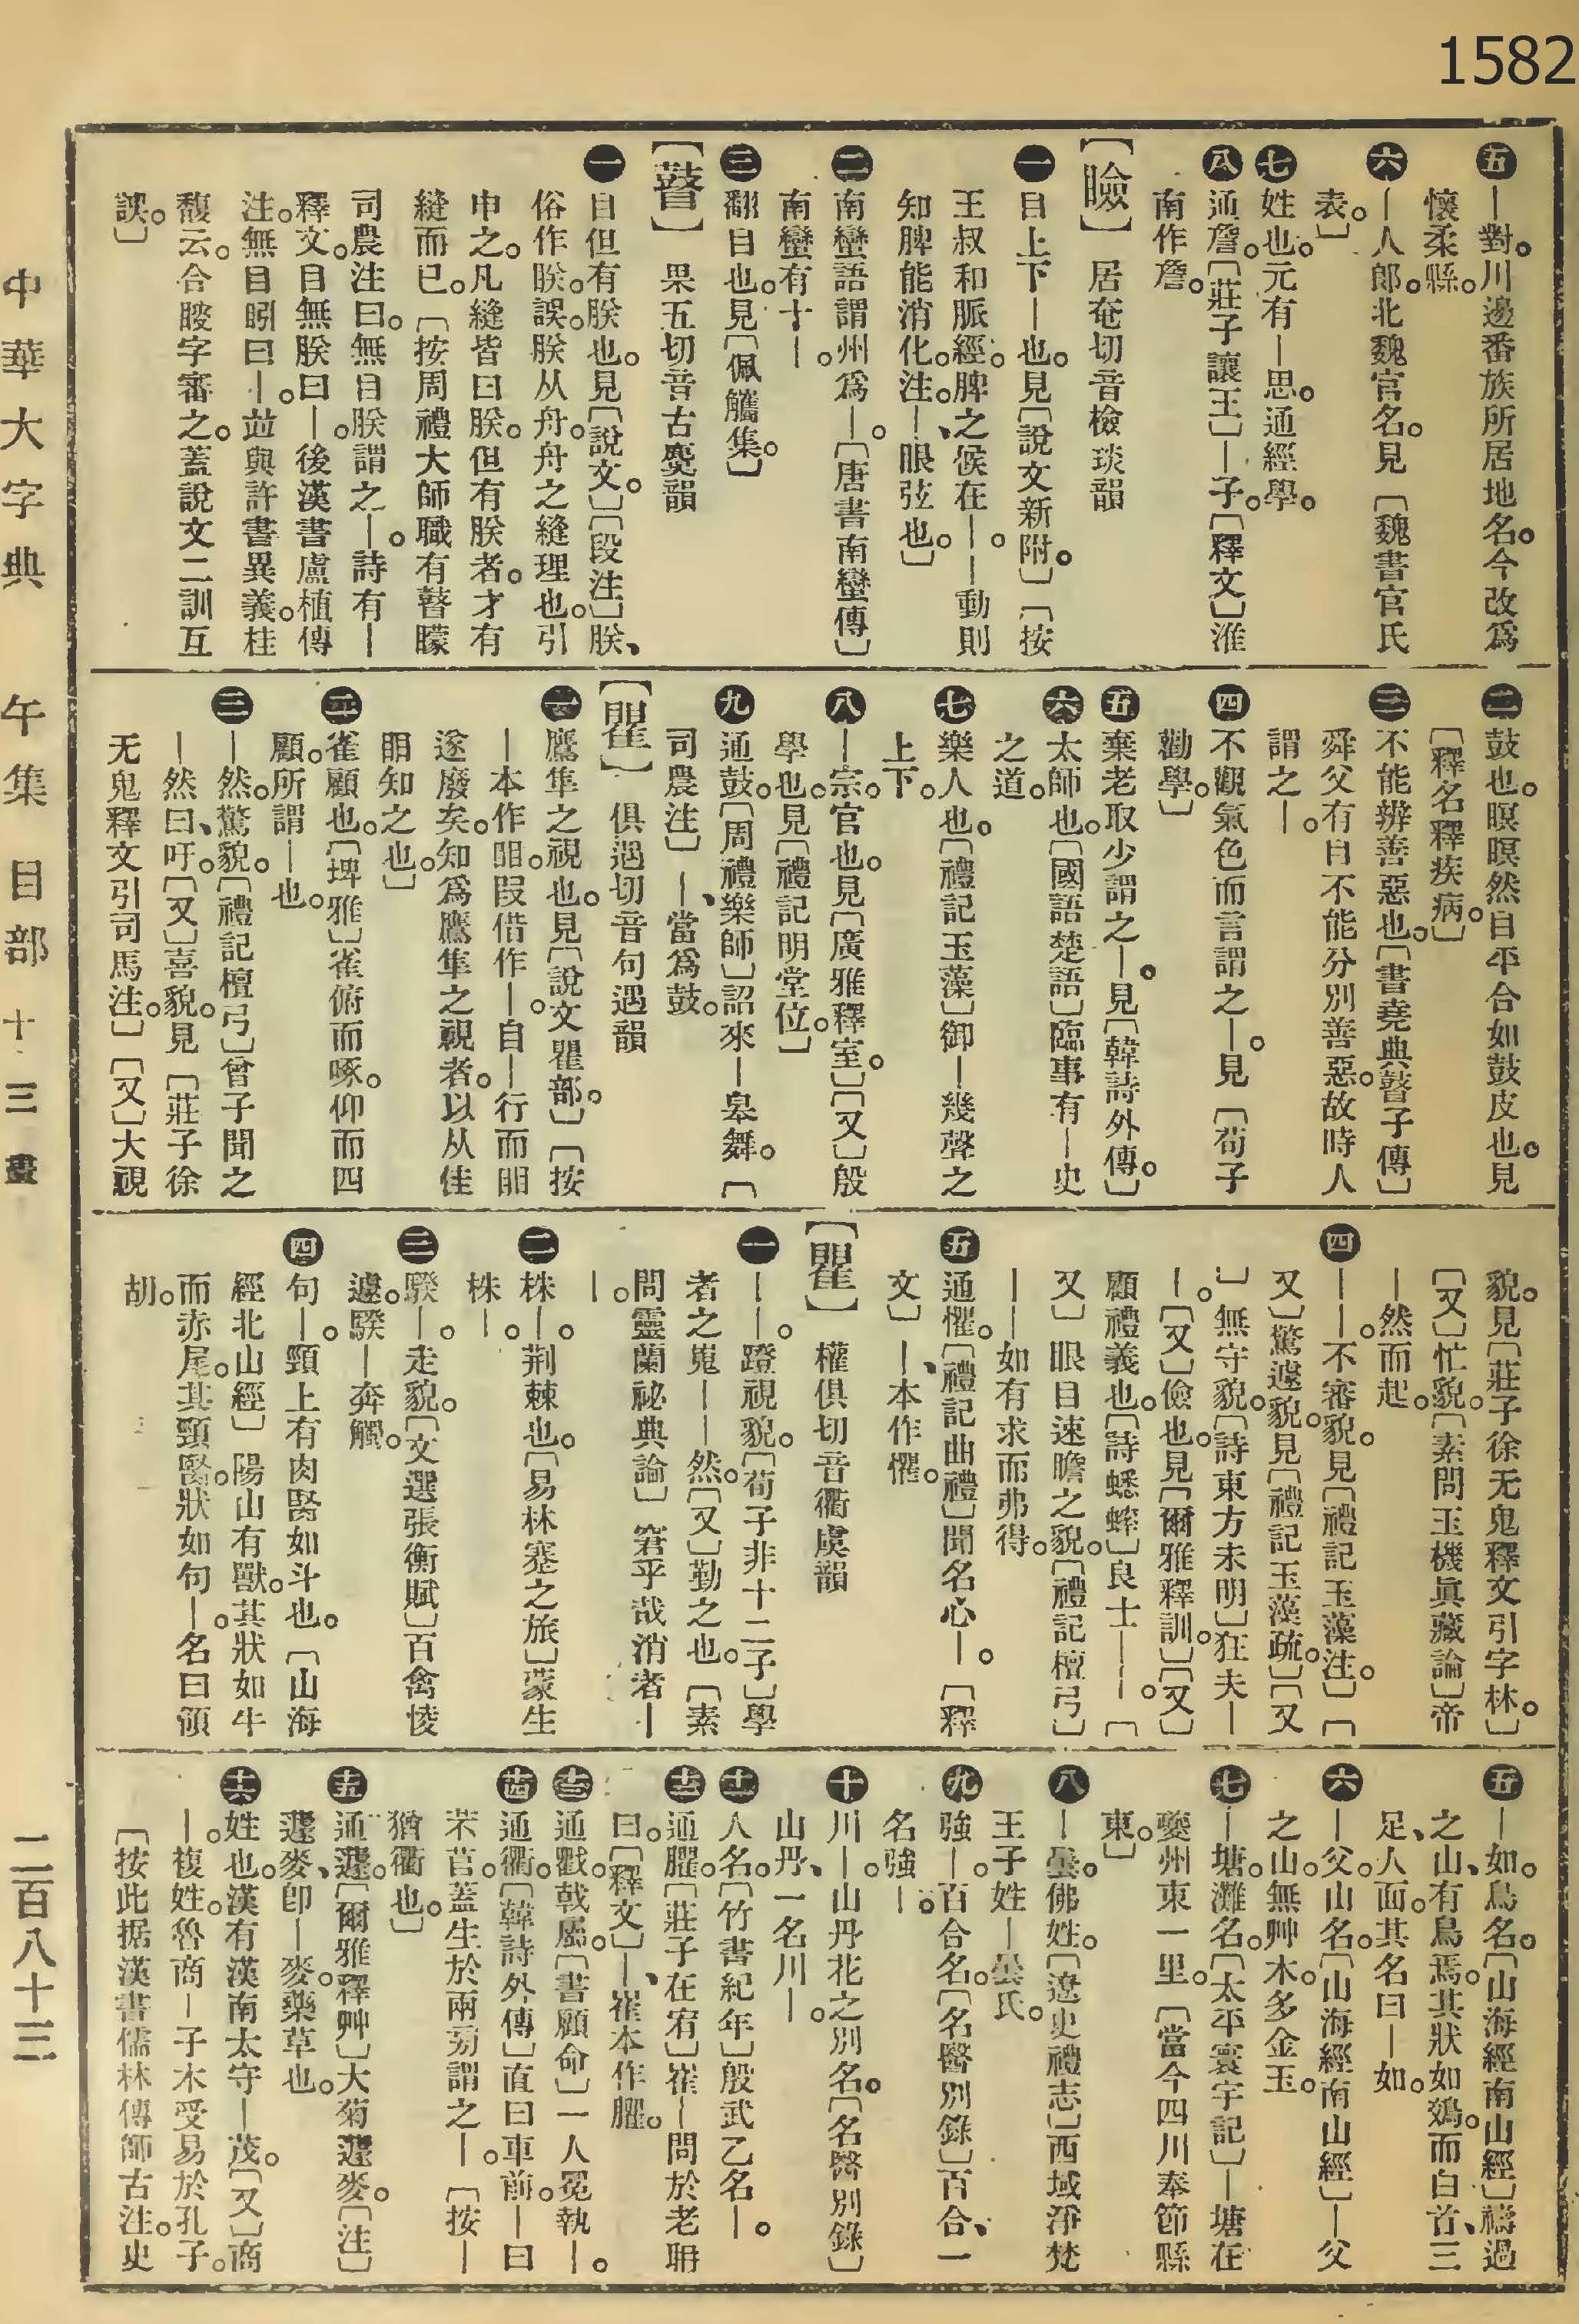 1582
五｜對川邊番族所居地名。今改爲
懷柔縣。
六｜人郎。北魏官名。見〔魏書官氏
表。〕
七姓也。元有｜思。通經學。
八通詹。〔莊子讓王〕｜子。〔釋文〕淮
南作詹。
〔瞼〕居奄切音檢琰韻
一目上下｜也。見〔說文新附。〕〔按
王叔和脈經。脾之候在｜。｜動則
知脾能消化。注。｜、眼弦也。〕
二南蠻語謂州爲｜。〔唐書南蠻傳〕
南蠻有十｜。
三翻目也。見〔佩觿集。〕
〔瞽〕果五切音古麌韻
一目但有朕也。見〔說文。〕〔段注〕朕、
俗作眹。誤。朕从舟。舟之縫理也。引
申之。凡縫皆曰朕。但有朕者。才有
縫而已。〔按周禮大師職有瞽矇
司農注曰。無目朕謂之｜。詩有｜
釋文。目無朕曰｜。後漢書盧植傳
注。無目眀曰｜。並與許書異義。桂
馥云。合瞍字審之。蓋說文二訓互
誤。〕
二鼓也。瞑瞑然目平合如鼓皮也。見
〔釋名釋疾病。〕
三不能辨善惡也。〔書堯典瞽子傳〕
舜父有目不能分別善惡。故時人
謂之｜。
四不觀氣色而言謂之｜。見〔荀子
勸學。〕
五棄老取少謂之｜。見〔韓詩外傳。〕
六太師也。〔國語楚語〕臨事有｜史
之道。
七樂人也。〔禮記玉藻〕御｜幾聲之
上下。
八｜宗。官也。見〔廣雅釋室。〕〔又〕殷
學也。見〔禮記明堂位。〕
九通鼓。〔周禮樂師〕詔來｜皋舞。〔
司農注〕｜、當爲鼓。
〔瞿〕俱遇切音句遇韻
一鷹隼之視也。見〔說文瞿部。〕〔按
｜本作䀠。叚借作｜。自｜行而䀠
遂廢矣。知爲鷹隼之視者。以从隹
䀠知之也。〕
二雀顧也。〔埤雅〕雀俯而啄。仰而四
顧。所謂｜也。
三｜然。驚貌。〔禮記檀弓〕曾子聞之
｜然曰、吁。〔又〕喜貌。見〔莊子徐
无鬼釋文引司馬注。〕〔又〕大視
貌。見〔莊子徐无鬼釋文引字林。〕
〔又〕忙貌。〔素問玉機眞藏論〕帝
｜然而起。
四｜｜。不審貌。見〔禮記玉藻注。〕〔
又〕驚遽貌。見〔禮記玉藻疏。〕〔又
〕無守貌。〔詩東方未明〕狂夫｜
｜。〔又〕儉也。見〔爾雅釋訓。〕〔又〕
顧禮義也。〔詩蟋蟀〕良士｜｜。〔
又〕眼目速瞻之貌。〔禮記檀弓〕
｜｜如有求而弗得。
五通懼。〔禮記曲禮〕聞名心｜。〔釋
文〕｜、本作懼。
〔瞿〕權俱切音衢虞韻
一｜｜。瞪視貌。〔荀子非十二子〕學
者之嵬｜｜然。〔又〕勤之也。〔素
問靈蘭祕典論〕窘乎哉消者｜
｜。
二株｜。荆棘也。〔易林蹇之旅〕蒙生
株｜。
三騤｜。走貌。〔文選張衡賦〕百禽㥄
遽。騤｜奔觸。
四句｜。頸上有肉䏽如斗也。〔山海
經北山經〕陽山有獸。其狀如牛
而赤尾。其頸䏽。狀如句｜。名曰領
胡。
五｜如。鳥名。〔山海經南山經〕禱過
之山、有鳥焉。其狀如鵁。而白首、三
足、人面。其名曰｜如。
六｜父。山名。〔山海經南山經〕｜父
之山。無艸木。多金玉。
七｜塘。灘名。〔太平寰宇記〕｜塘在
夔州東一里。〔當今四川奉節縣
東。〕
八｜曇。佛姓。〔遼史禮志〕西域淨梵
王子姓｜曇氏。
九強｜。百合名。〔名醫別錄〕百合、一
名強｜。
十川｜。山丹花之別名。〔名醫別錄〕
山丹、一名川｜。
十一人名。〔竹書紀年〕殷武乙名｜。
十二通臞。〔莊子在宥〕崔｜問於老聃
曰。〔釋文〕｜、崔本作臞。
十三通戵。戟屬。〔書顧命〕一人冕執｜。
十四通衢。〔韓詩外傳〕直曰車前。｜曰
芣苢。蓋生於兩旁謂之｜。〔按｜
猶衢也。〕
十五通蘧。〔爾雅釋艸〕大菊蘧麥。〔注〕
蘧麥、卽｜麥。藥草也。
十六姓也。漢有漢南太守｜茂。〔又〕商
｜。複姓。魯商｜子木受易於孔子。
〔按此据漢書儒林傳師古注。史
中華大字典　午集　目部　十三畫
二百八十三